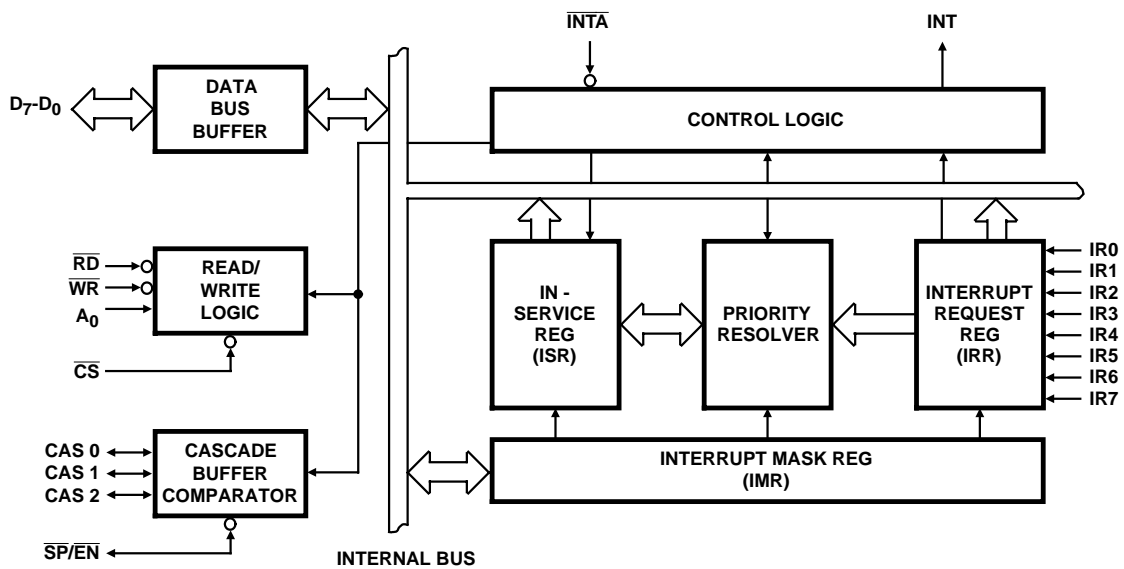 INTA
INT
D7-D0
DATA
BUS
BUFFER
CONTROL LOGIC
RD
WR
A0
READ/
WRITE
LOGIC
CS
IN -
SERVICE
REG
(ISR)
PRIORITY
RESOLVER
INTERRUPT
REQUEST
REG
(IRR)
IR0
IR1
IR2
IR3
IR4
IR5
IR6
IR7
CAS 0
CAS 1
CAS 2
CASCADE
BUFFER
COMPARATOR
INTERRUPT MASK REG
(IMR)
SP/EN
INTERNAL BUS